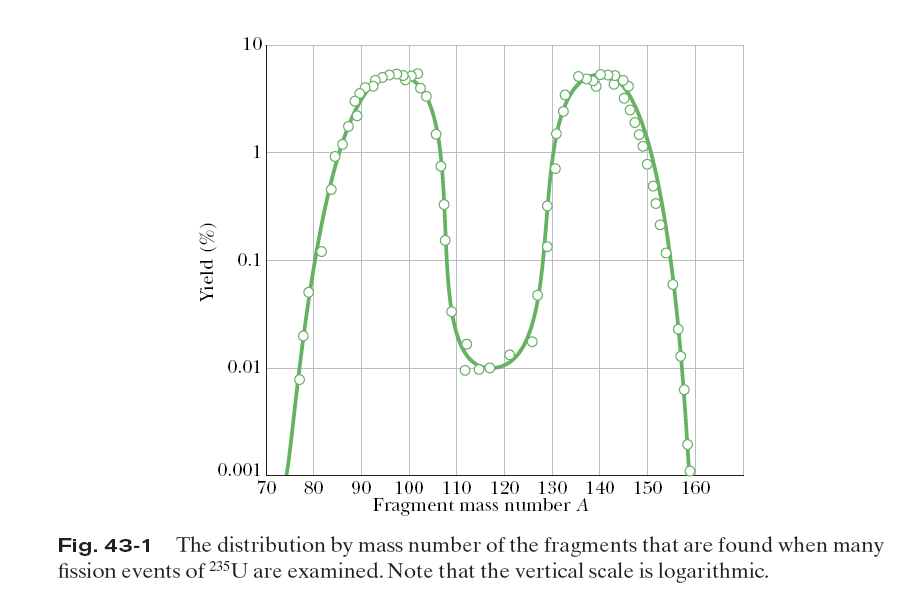 10
1
0.1
0.01
0.001
Yield (%)
70 80 90 100 110 120 130 140 150 160
Fragment mass number A
Fig. 43-1 The distribution by mass number of the fragments that are found when many
fission events of ²³⁵U are examined. Note that the vertical scale is logarithmic.